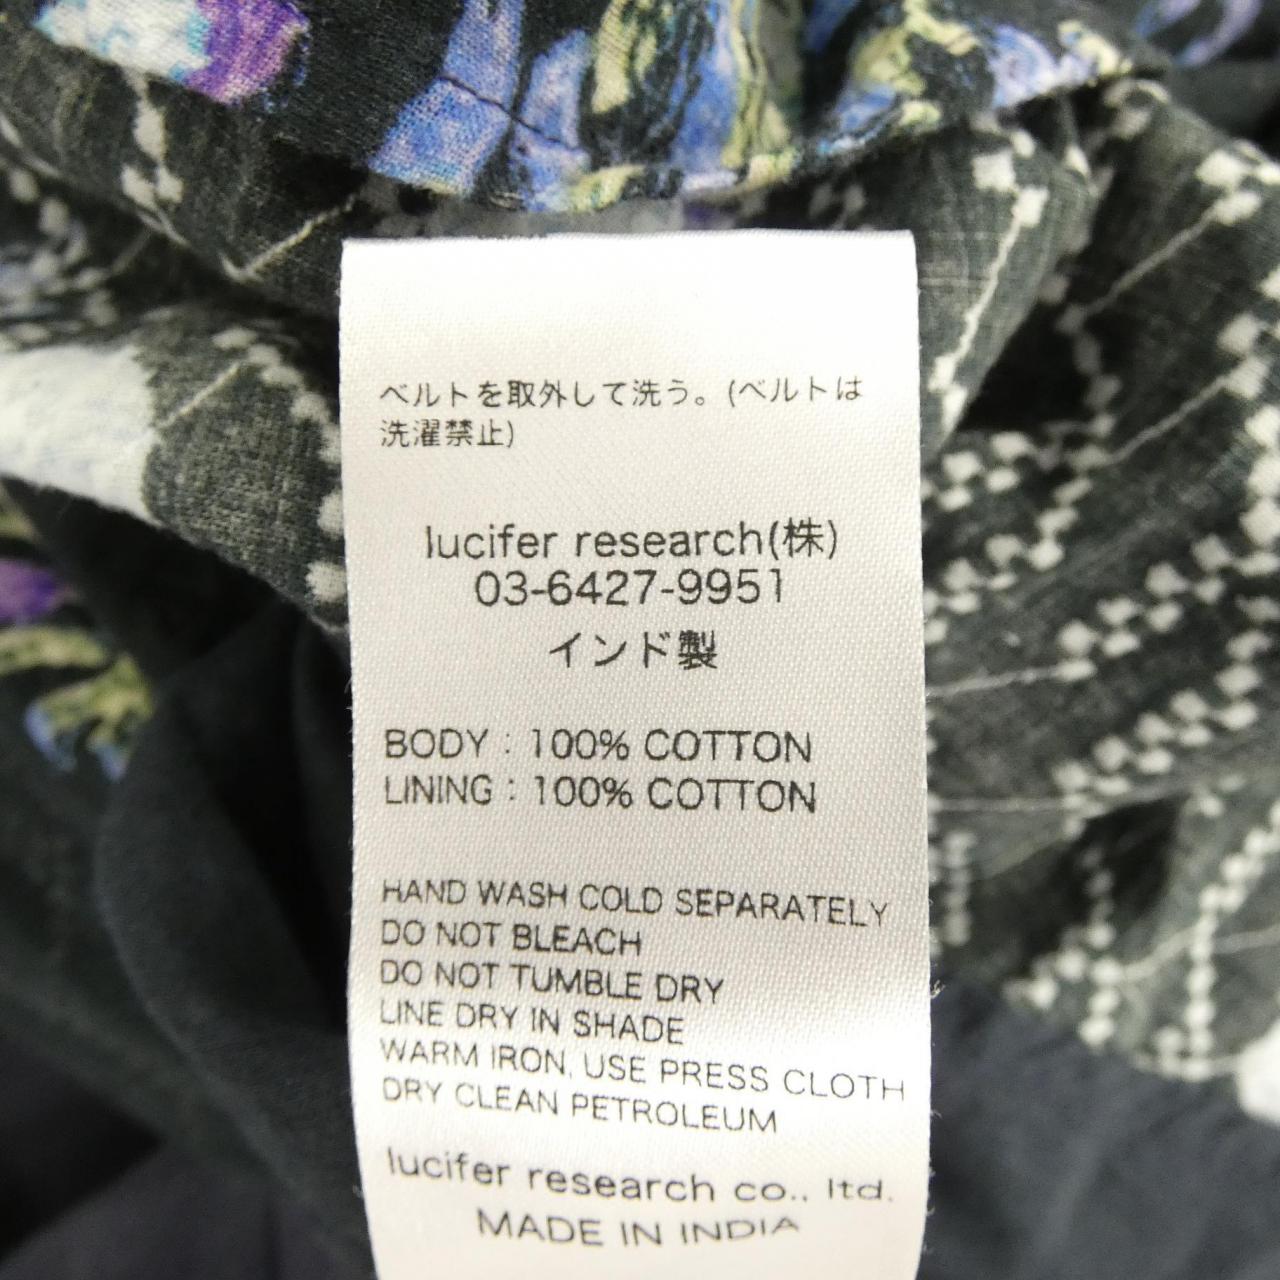 ベルトを取外して洗う。(ベルトは
洗濯禁止)
lucifer research(株)
03-6427-9951
インド製
BODY : 100% COTTON
LINING : 100% COTTON
HAND WASH COLD SEPARATELY
DO NOT BLEACH
DO NOT TUMBLE DRY
LINE DRY IN SHADE
WARM IRON, USE PRESS CLOTH
DRY CLEAN PETROLEUM
lucifer research co., ltd.
MADE IN INDIA